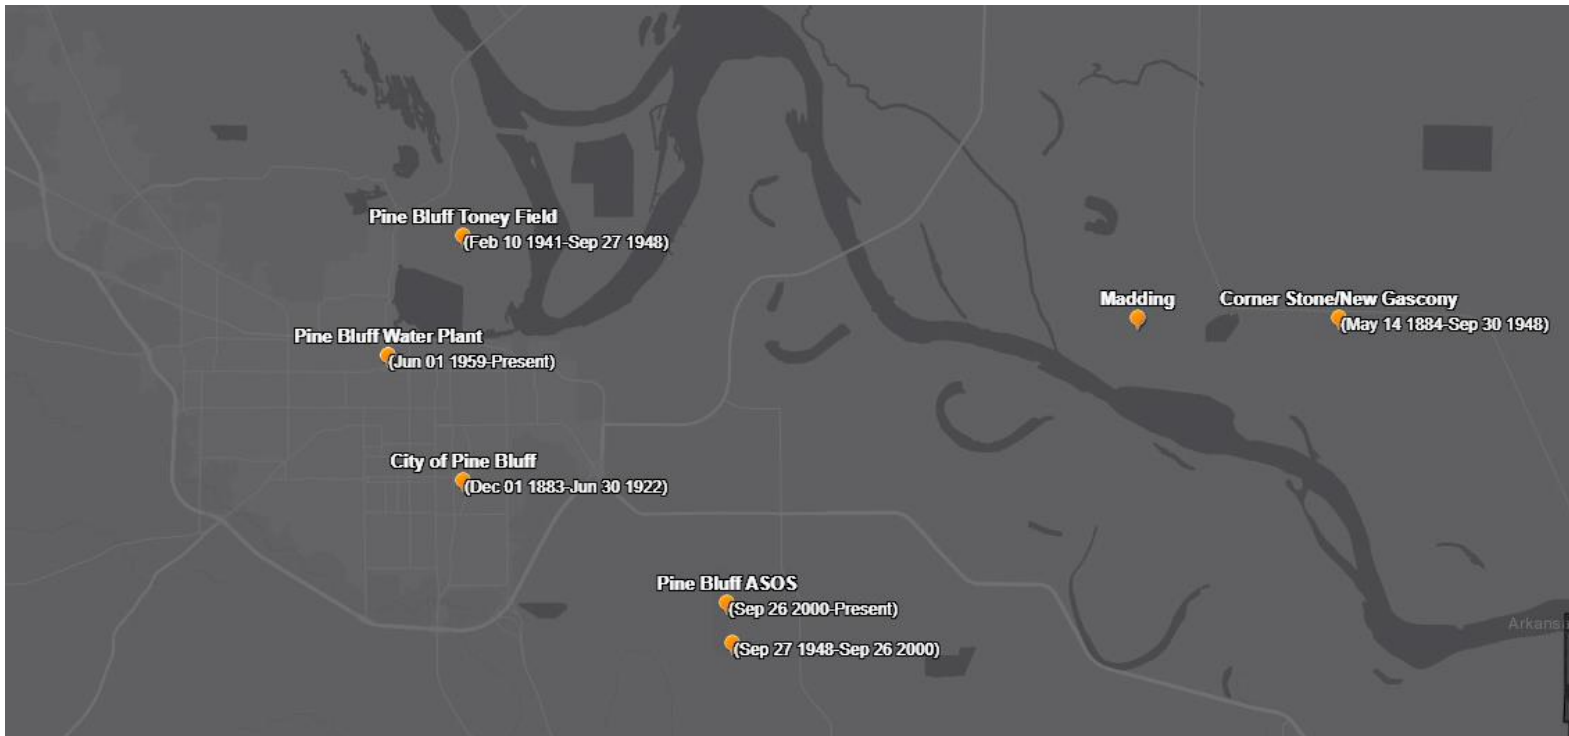 Pine Bluff Toney Field
(Feb 10 1941-Sep 27 1948)
Madding
Corner Stone/New Gascony
(May 14 1884-Sep 30 1948)
Pine Bluff Water Plant
(Jun 01 1959-Present)
City of Pine Bluff
(Dec 01 1883-Jun 30 1922)
Pine Bluff ASOS
(Sep 26 2000-Present)
(Sep 27 1948-Sep 26 2000)
Arkansa